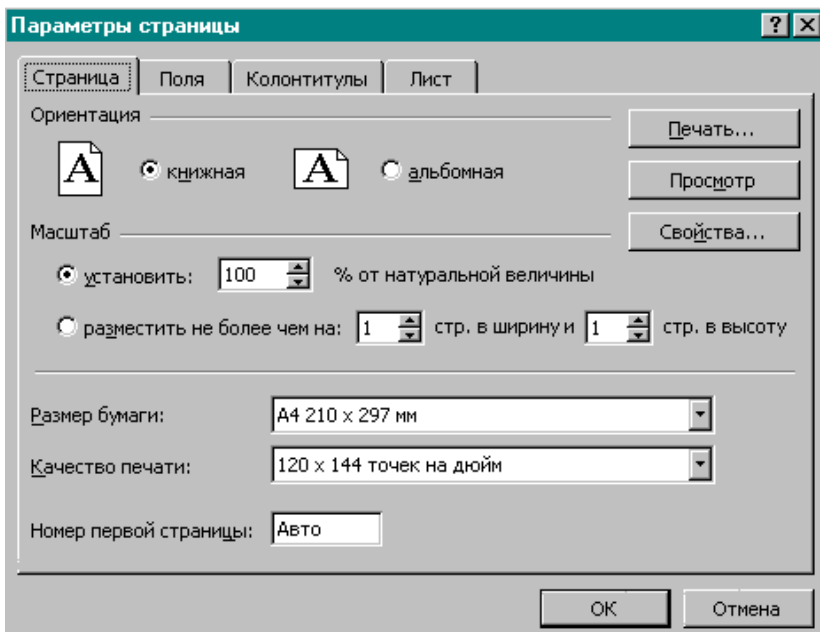 Параметры страницы
Страница Поля Колонтитулы Лист
Ориентация
Печать...
A книжная A альбомная
Просмотр
Масштаб
Свойства...
установить: 100 % от натуральной величины
разместить не более чем на: 1 стр. в ширину и 1 стр. в высоту
Размер бумаги: A4 210 x 297 мм
Качество печати: 120 x 144 точек на дюйм
Номер первой страницы: Авто
OK Отмена